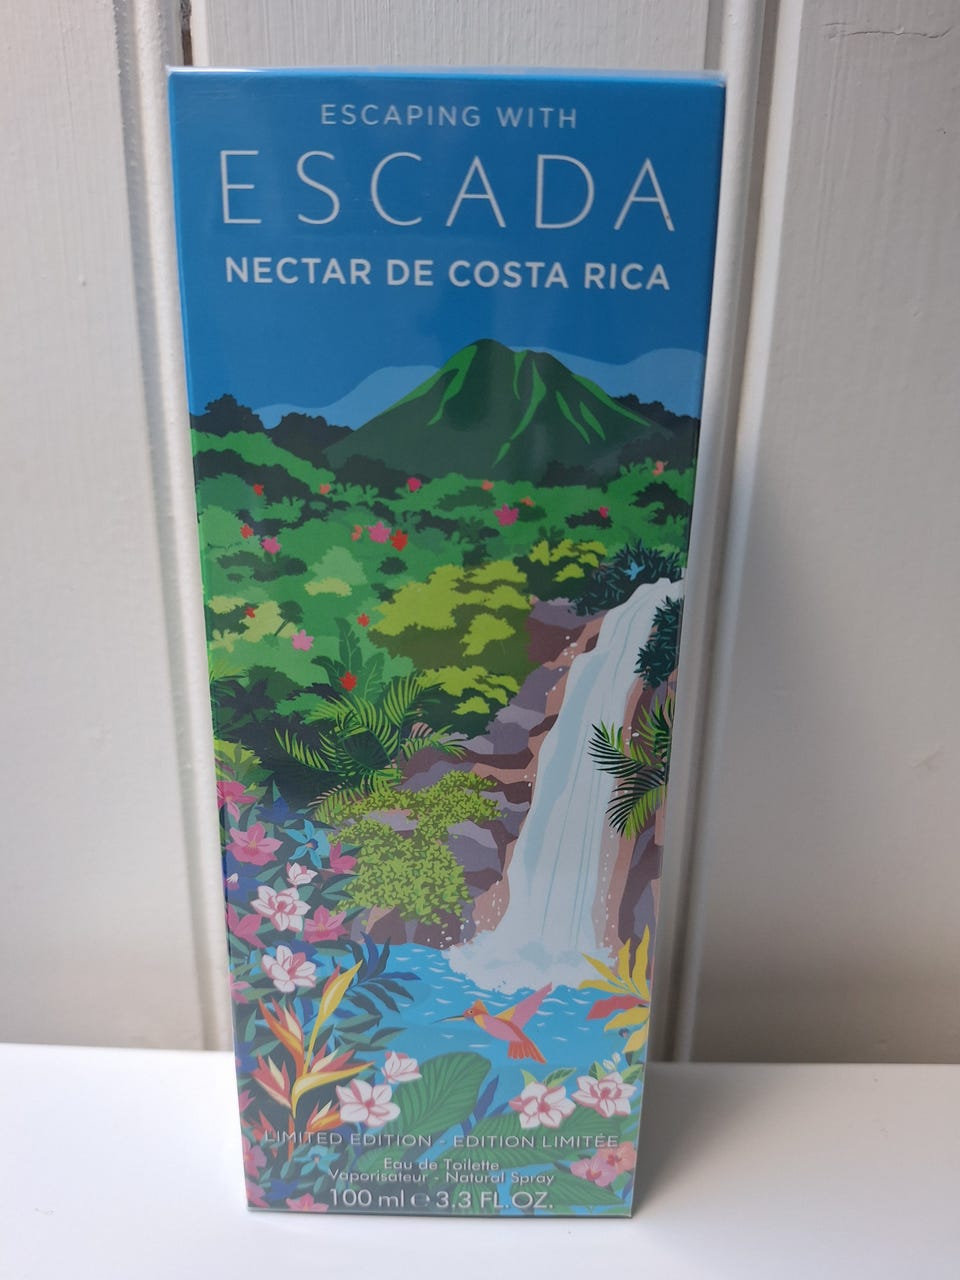 ESCAPING WITH
ESCADA
NECTAR DE COSTA RICA
LIMITED EDITION - EDITION LIMITÉE
Eau de Toilette
Vaporisateur - Natural Spray
100 ml ℮ 3.3 FL.OZ.